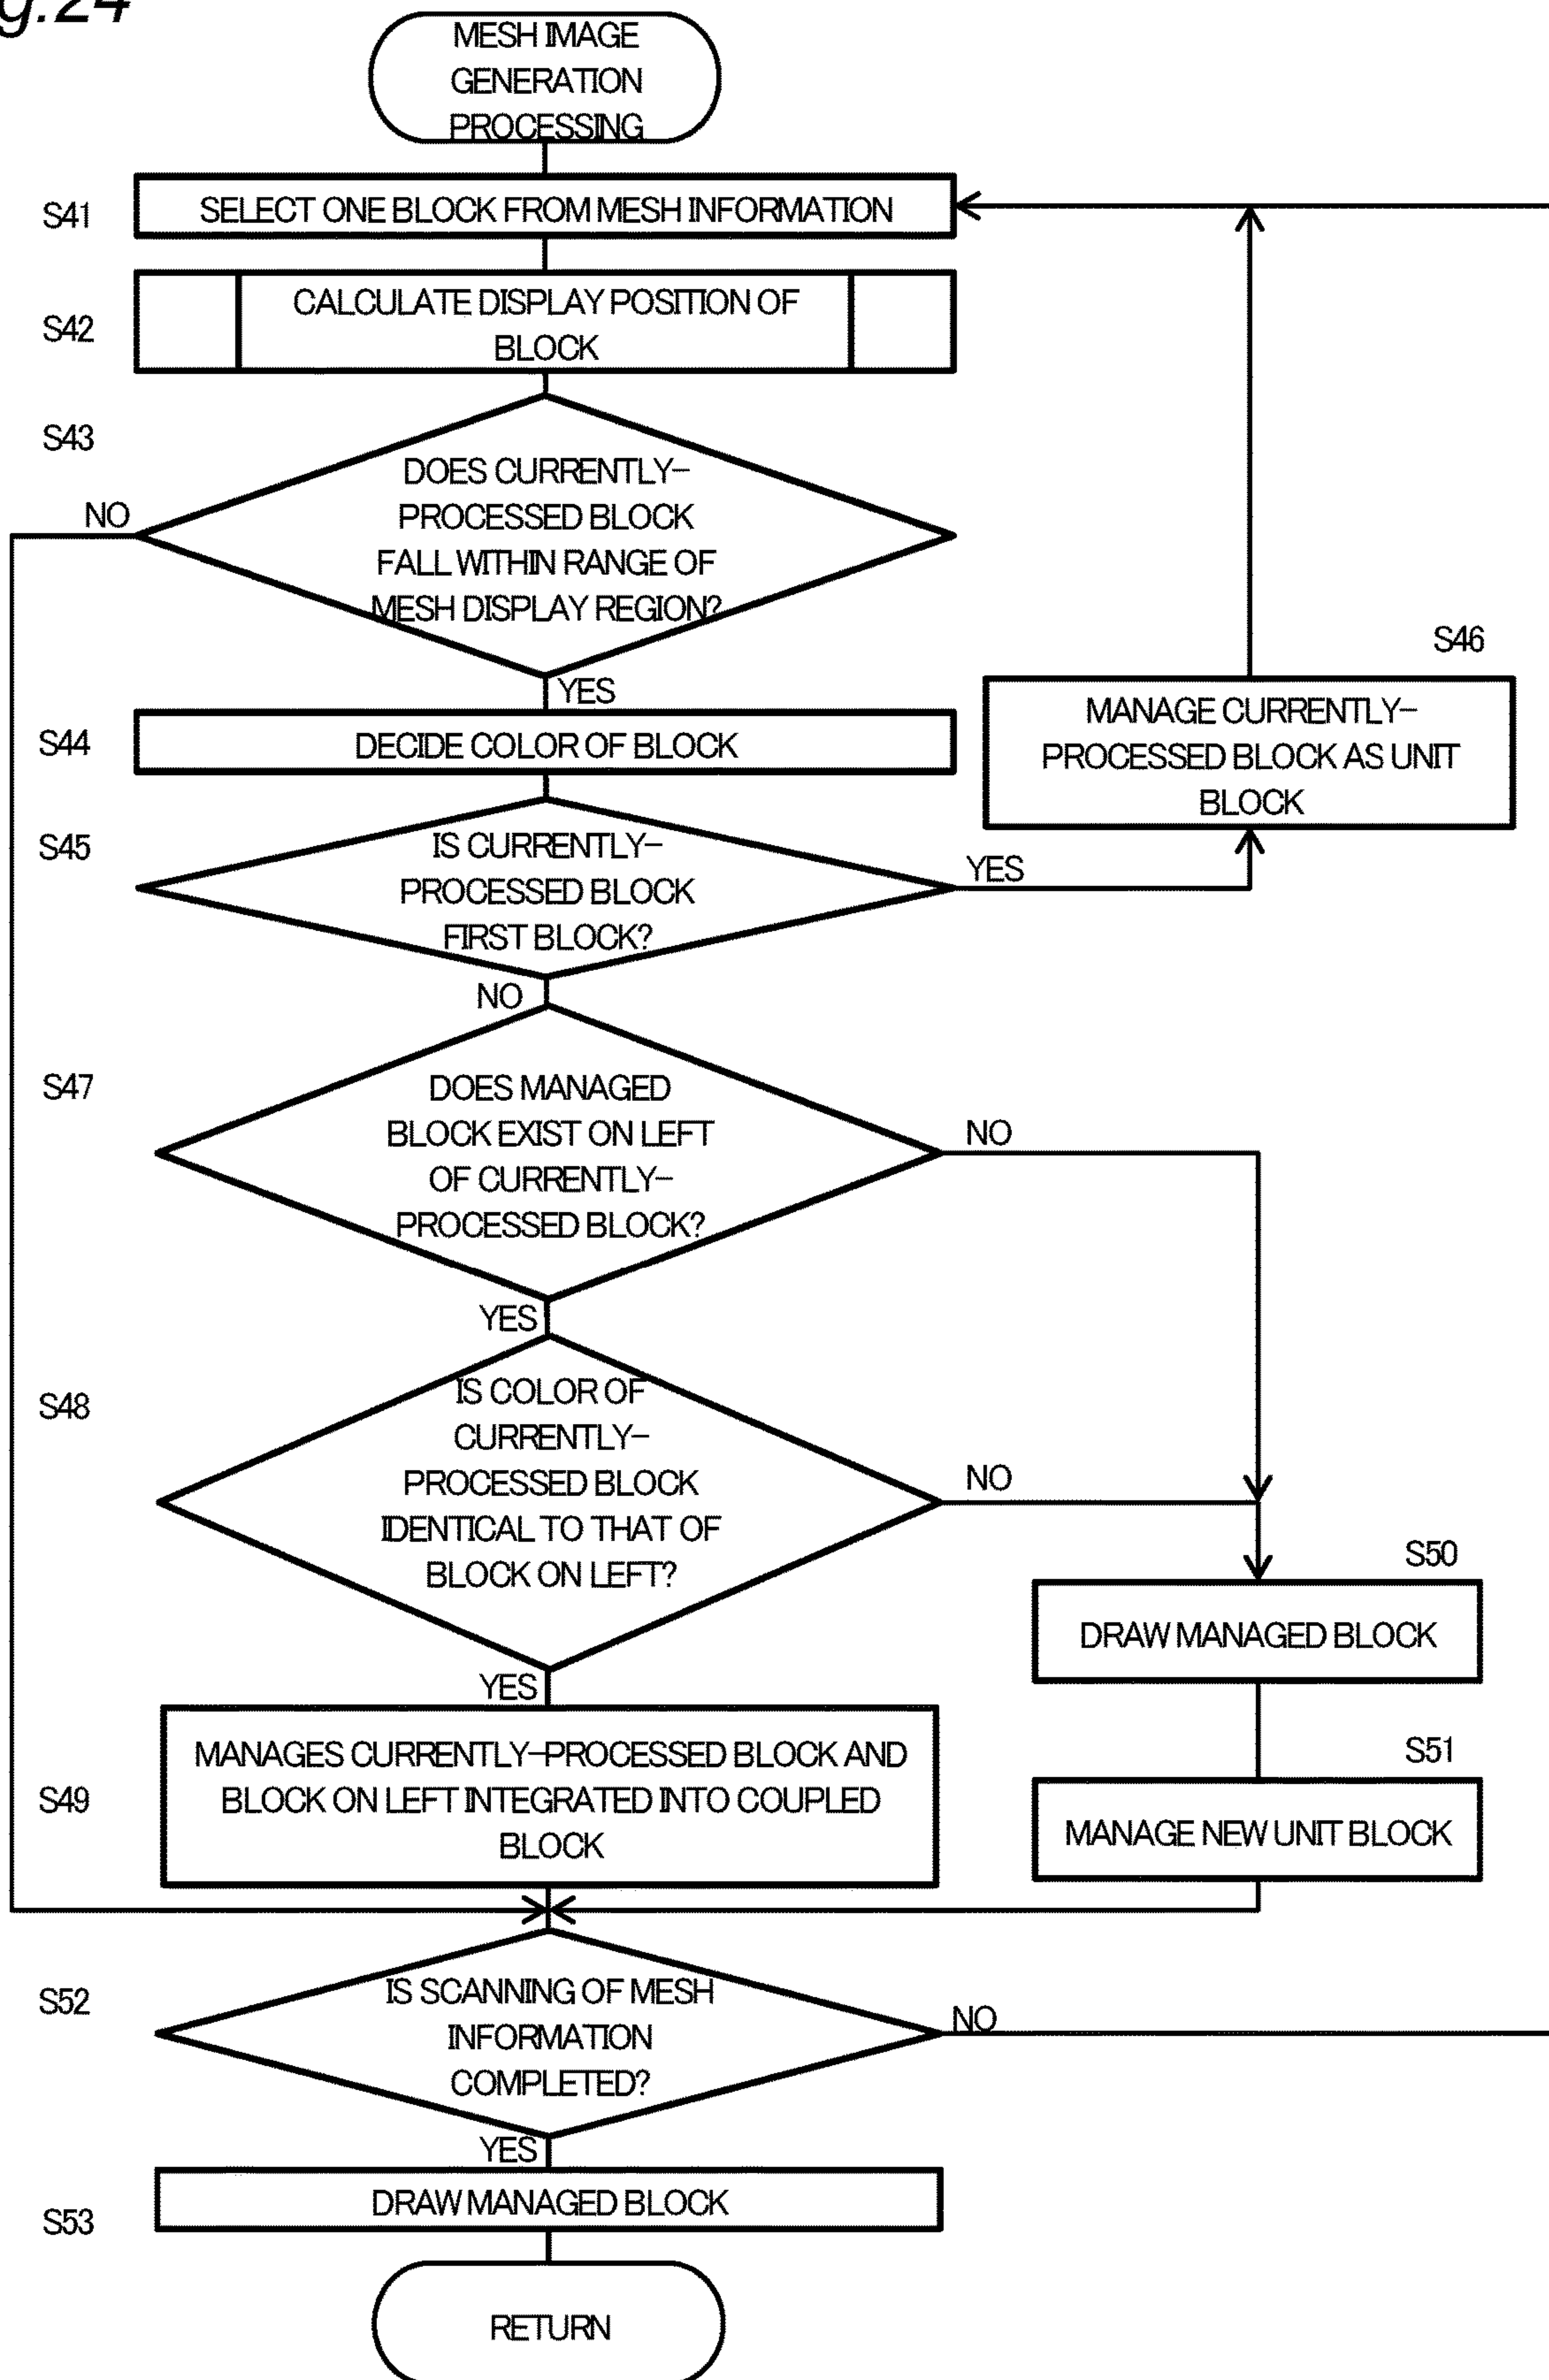 g.24
MESH IMAGE
GENERATION
PROCESSING
S41
SELECT ONE BLOCK FROM MESH INFORMATION
S42
CALCULATE DISPLAY POSITION OF
BLOCK
S43
DOES CURRENTLY-
PROCESSED BLOCK
FALL WITHIN RANGE OF
MESH DISPLAY REGION?
NO
YES
S46
MANAGE CURRENTLY-
PROCESSED BLOCK AS UNIT
BLOCK
S44
DECIDE COLOR OF BLOCK
S45
IS CURRENTLY-
PROCESSED BLOCK
FIRST BLOCK?
YES
NO
S47
DOES MANAGED
BLOCK EXIST ON LEFT
OF CURRENTLY-
PROCESSED BLOCK?
NO
YES
S48
IS COLOR OF
CURRENTLY-
PROCESSED BLOCK
IDENTICAL TO THAT OF
BLOCK ON LEFT?
NO
YES
S50
DRAW MANAGED BLOCK
S49
MANAGES CURRENTLY-PROCESSED BLOCK AND
BLOCK ON LEFT INTEGRATED INTO COUPLED
BLOCK
S51
MANAGE NEW UNIT BLOCK
S52
IS SCANNING OF MESH
INFORMATION
COMPLETED?
NO
YES
S53
DRAW MANAGED BLOCK
RETURN